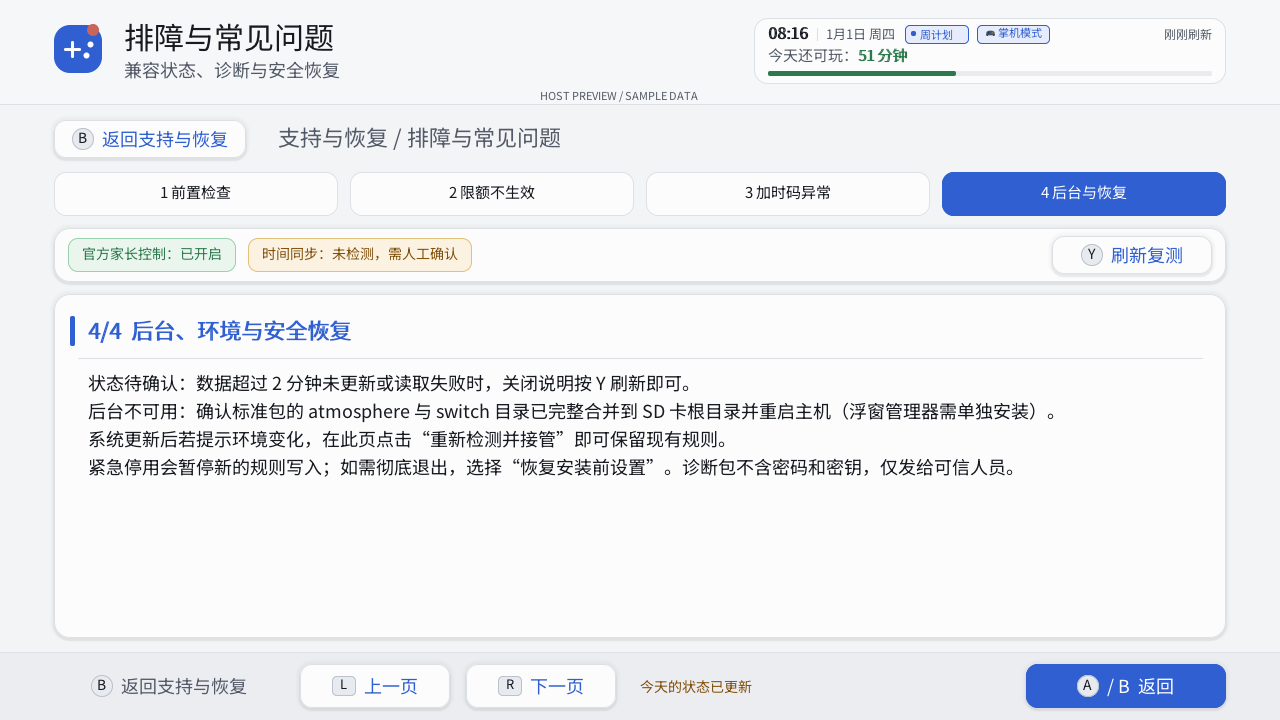 排障与常见问题
兼容状态、诊断与安全恢复
08:16 1月1日 周四 周计划 掌机模式 刚刚刷新
今天还可玩：51 分钟
HOST PREVIEW / SAMPLE DATA
B 返回支持与恢复 支持与恢复 / 排障与常见问题
1 前置检查 2 限额不生效 3 加时码异常 4 后台与恢复
官方家长控制：已开启 时间同步：未检测，需人工确认 Y 刷新复测
4/4 后台、环境与安全恢复
状态待确认：数据超过 2 分钟未更新或读取失败时，关闭说明按 Y 刷新即可。
后台不可用：确认标准包的 atmosphere 与 switch 目录已完整合并到 SD 卡根目录并重启主机（浮窗管理器需单独安装）。
系统更新后若提示环境变化，在此页点击“重新检测并接管”即可保留现有规则。
紧急停用会暂停新的规则写入；如需彻底退出，选择“恢复安装前设置”。诊断包不含密码和密钥，仅发给可信人员。
B 返回支持与恢复 L 上一页 R 下一页 今天的状态已更新 A / B 返回